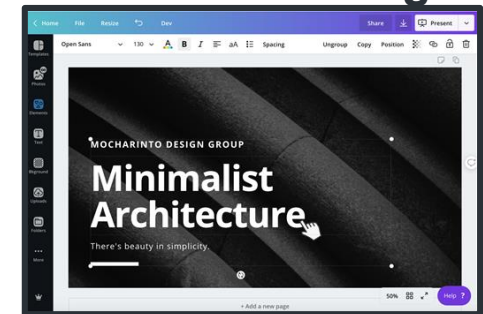 Home File Resize Dev Share Present
Open Sans 130 A B I aA Spacing Ungroup Copy Position
Templates
Photos
Elements
Text
Bkground
Uploads
Folders
More
MOCHARINTO DESIGN GROUP
Minimalist
Architecture
There's beauty in simplicity.
+ Add a new page
50%
Help ?